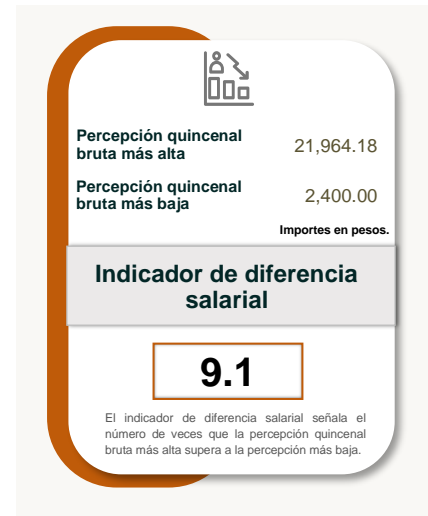 Percepción quincenal
bruta más alta
21,964.18
Percepción quincenal
bruta más baja
2,400.00
Importes en pesos.
Indicador de diferencia
salarial
9.1
El indicador de diferencia salarial señala el
número de veces que la percepción quincenal
bruta más alta supera a la percepción más baja.